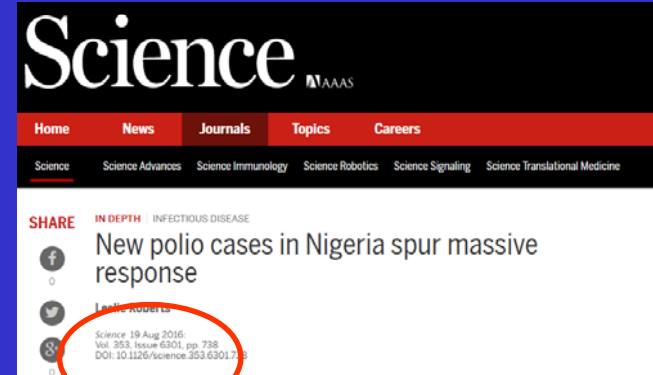 Science AAAS
Home News Journals Topics Careers
Science Science Advances Science Immunology Science Robotics Science Signaling Science Translational Medicine
SHARE
IN DEPTH | INFECTIOUS DISEASE
New polio cases in Nigeria spur massive
response
0
Leslie Roberts
Science 19 Aug 2016:
Vol. 353, Issue 6301, pp. 738
DOI: 10.1126/science.353.6301.738
0